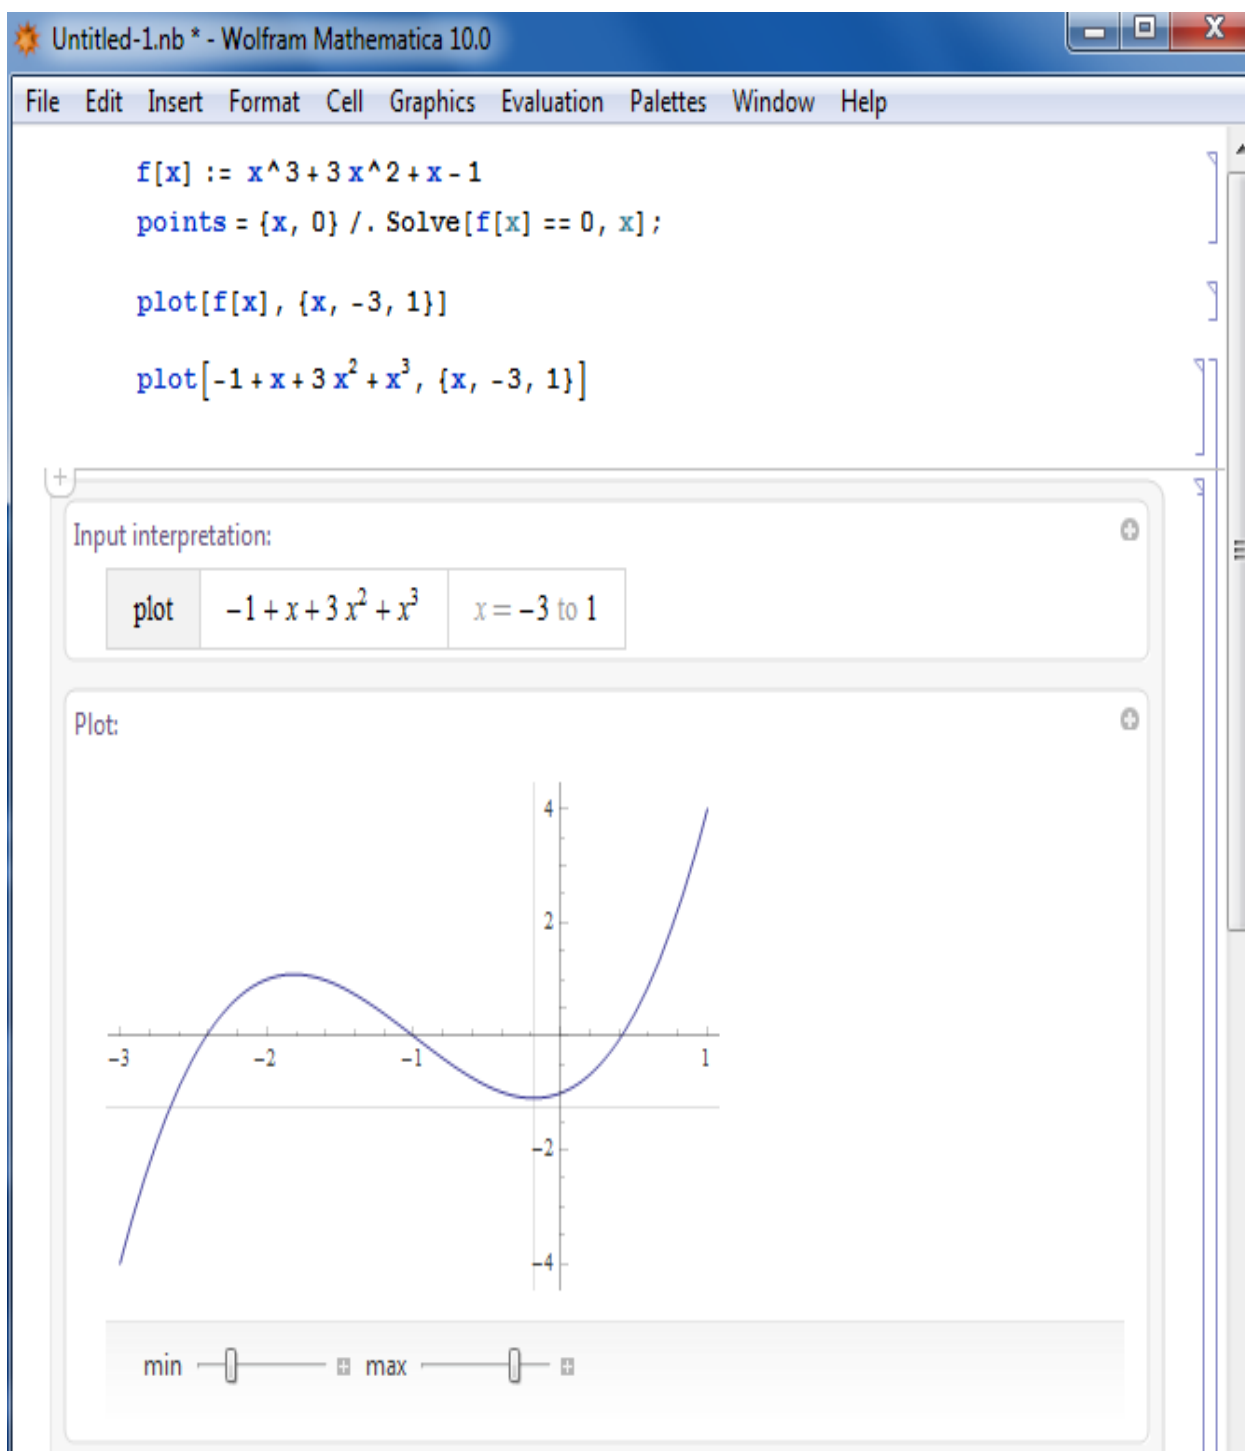 Untitled-1.nb * - Wolfram Mathematica 10.0
File Edit Insert Format Cell Graphics Evaluation Palettes Window Help
f[x] := x^3+3 x^2+x-1
points = {x, 0} /. Solve[f[x] == 0, x];
plot[f[x], {x, -3, 1}]
plot[-1+x+3 x² + x³, {x, -3, 1}]
Input interpretation:
plot -1 + x + 3 x² + x³ x = -3 to 1
Plot:
4
2
-3 -2 -1 1
-2
-4
min max